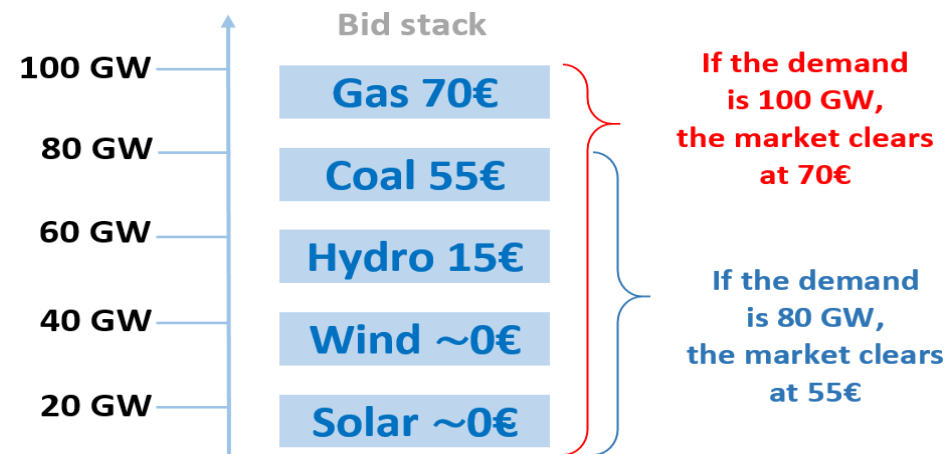 Bid stack
100 GW
80 GW
60 GW
40 GW
20 GW
Gas 70€
Coal 55€
Hydro 15€
Wind ~0€
Solar ~0€
If the demand
is 100 GW,
the market clears
at 70€
If the demand
is 80 GW,
the market clears
at 55€